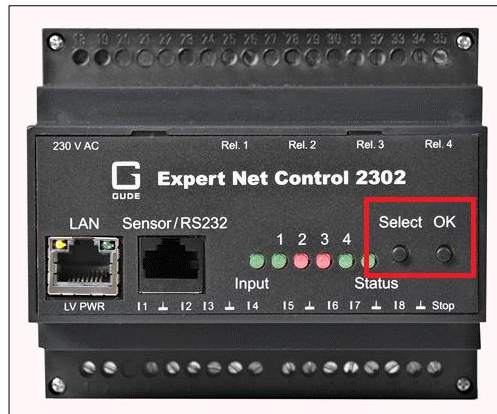 18 19 20 21 22 23 24 25 26 27 28 29 30 31 32 33 34 35
230 V AC Rel. 1 Rel. 2 Rel. 3 Rel. 4
G
GUDE
Expert Net Control 2302
LAN Sensor/RS232 Select OK
1 2 3 4
Input Status
LV PWR I1 ⊥ I2 I3 ⊥ I4 I5 ⊥ I6 I7 ⊥ I8 ⊥ Stop